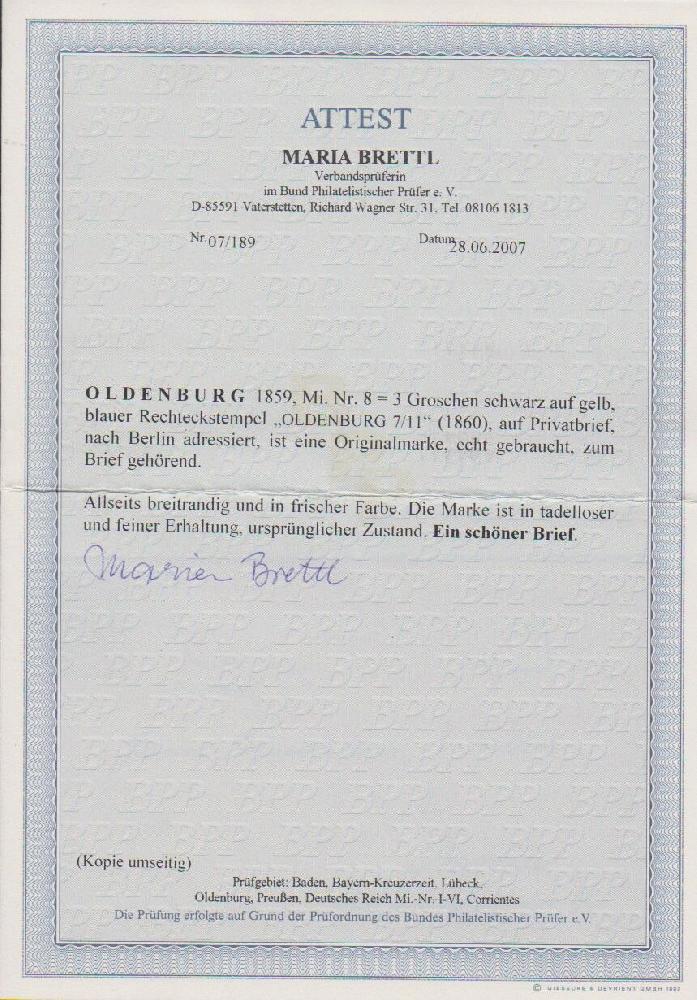 ATTEST
MARIA BRETTL
Verbandsprüferin
im Bund Philatelistischer Prüfer e. V.
D-85591 Vaterstetten, Richard Wagner Str. 31, Tel. 08106 1813
Nr. 07/189 Datum 28.06.2007
OLDENBURG 1859, Mi. Nr. 8 = 3 Groschen schwarz auf gelb,
blauer Rechteckstempel „OLDENBURG 7/11“ (1860), auf Privatbrief,
nach Berlin adressiert, ist eine Originalmarke, echt gebraucht, zum
Brief gehörend.
Allseits breitrandig und in frischer Farbe. Die Marke ist in tadelloser
und feiner Erhaltung, ursprünglicher Zustand. Ein schöner Brief.
Maria Brettl
(Kopie umseitig)
Prüfgebiet: Baden, Bayern-Kreuzerzeit, Lübeck,
Oldenburg, Preußen, Deutsches Reich Mi.-Nr. I-VI, Corrientes
Die Prüfung erfolgte auf Grund der Prüfordnung des Bundes Philatelistischer Prüfer e.V.
© GIESECKE & DEVRIENT GMBH